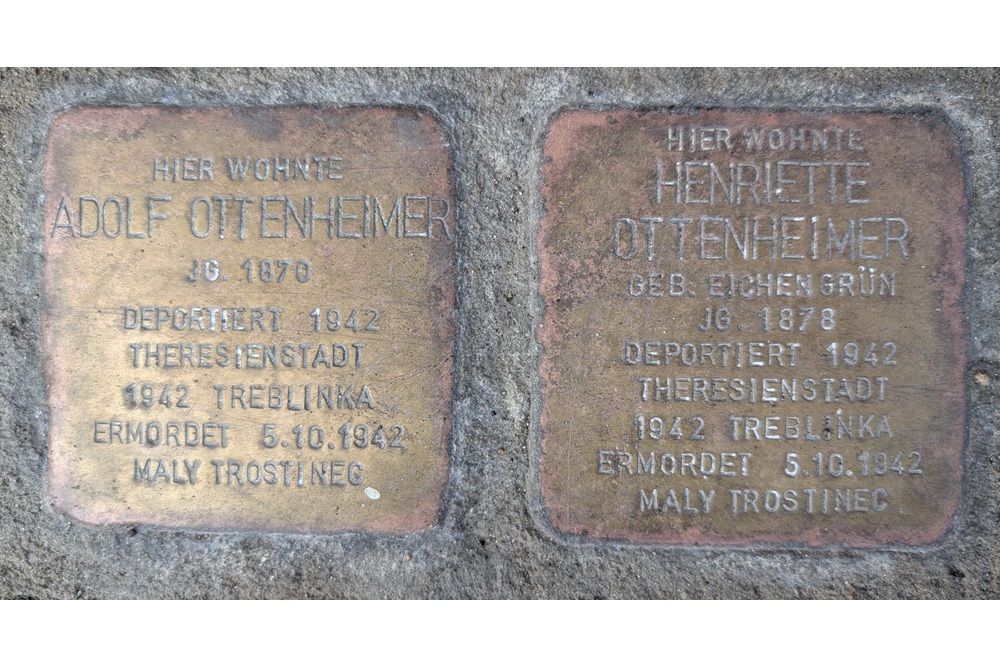 HIER WOHNTE
ADOLF OTTENHEIMER
JG. 1870
DEPORTIERT 1942
THERESIENSTADT
1942 TREBLINKA
ERMORDET 5.10.1942
MALY TROSTINEC
HIER WOHNTE
HENRIETTE
OTTENHEIMER
GEB. EICHENGRÜN
JG. 1878
DEPORTIERT 1942
THERESIENSTADT
1942 TREBLINKA
ERMORDET 5.10.1942
MALY TROSTINEC